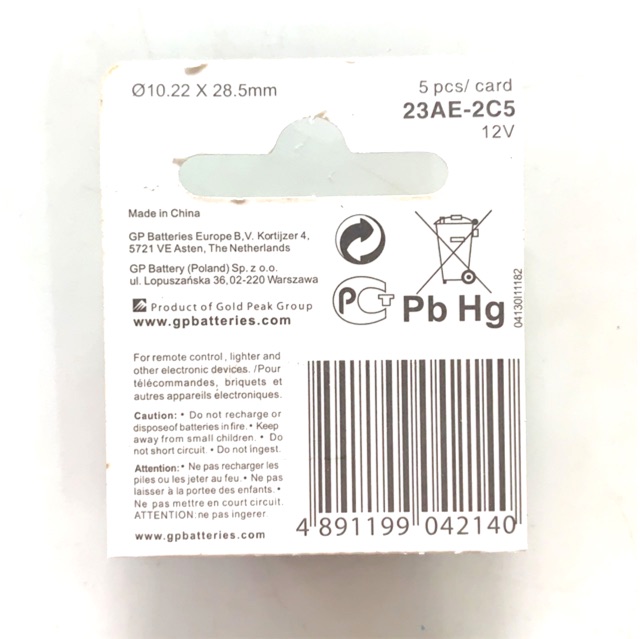 Ø10.22 X 28.5mm
5 pcs/ card
23AE-2C5
12V
Made in China
GP Batteries Europe B.V. Kortijzer 4,
5721 VE Asten, The Netherlands
GP Battery (Poland) Sp. z o.o.
ul. Lopuszańska 36,02-220 Warszawa
Product of Gold Peak Group
www.gpbatteries.com
PCT
Pb Hg
04130I11182
For remote control, lighter and
other electronic devices. /Pour
télécommandes, briquets et
autres appareils électroniques.
Caution: • Do not recharge or
disposeof batteries in fire. • Keep
away from small children. • Do
not short circuit. • Do not ingest.
Attention: • Ne pas recharger les
piles ou les jeter au feu. • Ne pas
laisser à la portee des enfants. •
Ne pas mettre en court circuit.
ATTENTION: ne pas ingerer
www.gpbatteries.com
4 891199 042140